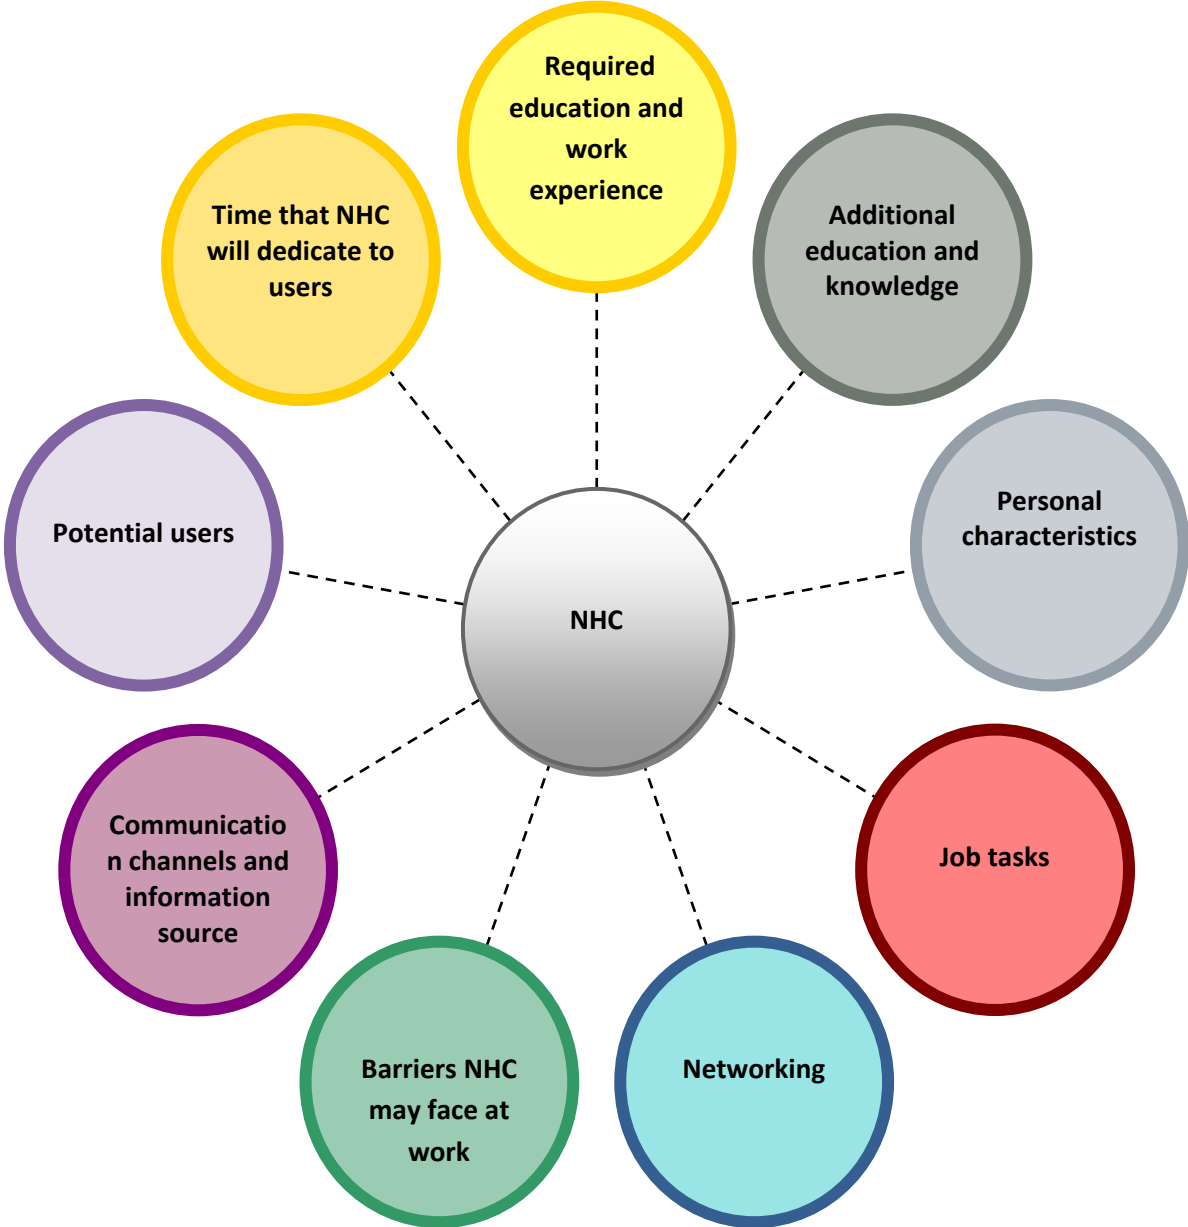 Required
education and
work
experience
Additional
education and
knowledge
Personal
characteristics
Job tasks
Networking
Barriers NHC
may face at
work
Communicatio
n channels and
information
source
Potential users
Time that NHC
will dedicate to
users
NHC